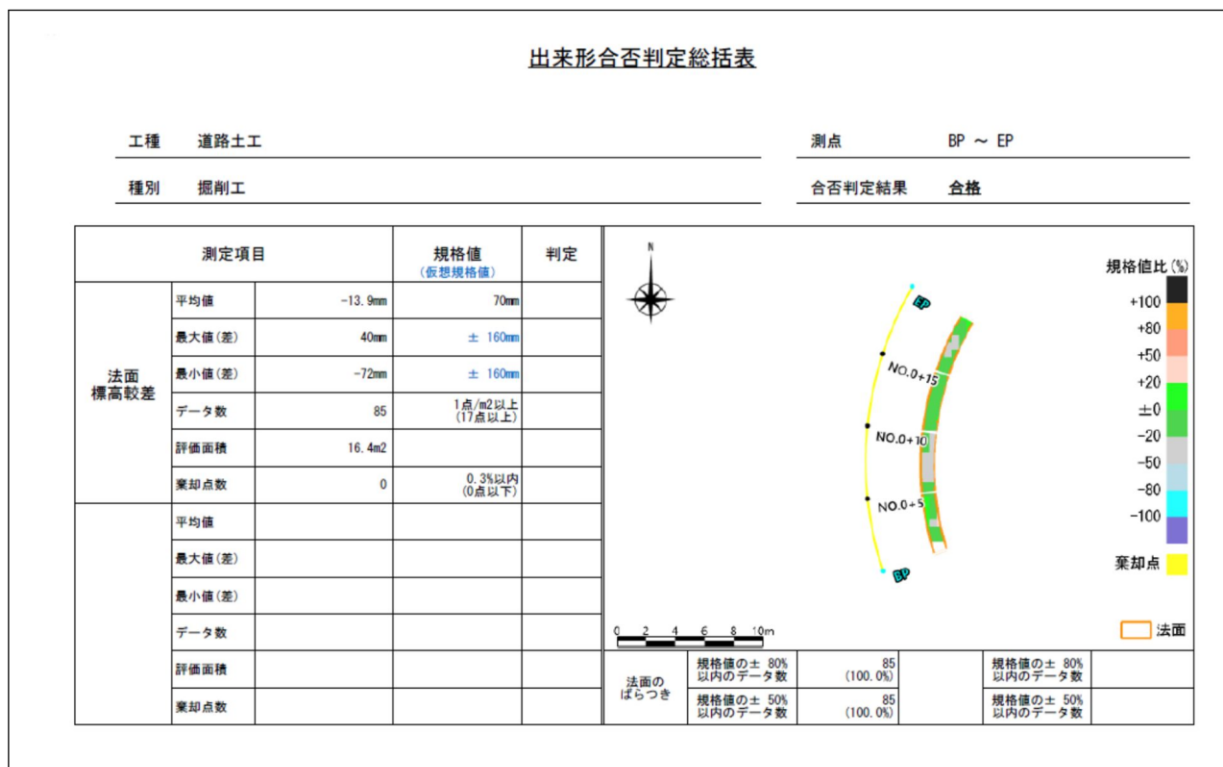 出来形合否判定総括表
工種 道路土工
測点 BP ～ EP
種別 掘削工
合否判定結果 合格
測定項目
規格値
(仮想規格値)
判定
法面
標高較差
平均値 -13.9mm 70mm
最大値(差) 40mm ± 160mm
最小値(差) -72mm ± 160mm
データ数 85 1点/m2以上
(17点以上)
評価面積 16.4m2
棄却点数 0 0.3%以内
(0点以下)
平均値
最大値(差)
最小値(差)
データ数
評価面積
棄却点数
N
EP
NO.0+15
NO.0+10
NO.0+5
BP
規格値比(%)
+100
+80
+50
+20
±0
-20
-50
-80
-100
棄却点
法面
0 2 4 6 8 10m
法面の
ばらつき
規格値の± 80%
以内のデータ数
85
(100.0%)
規格値の± 80%
以内のデータ数
規格値の± 50%
以内のデータ数
85
(100.0%)
規格値の± 50%
以内のデータ数